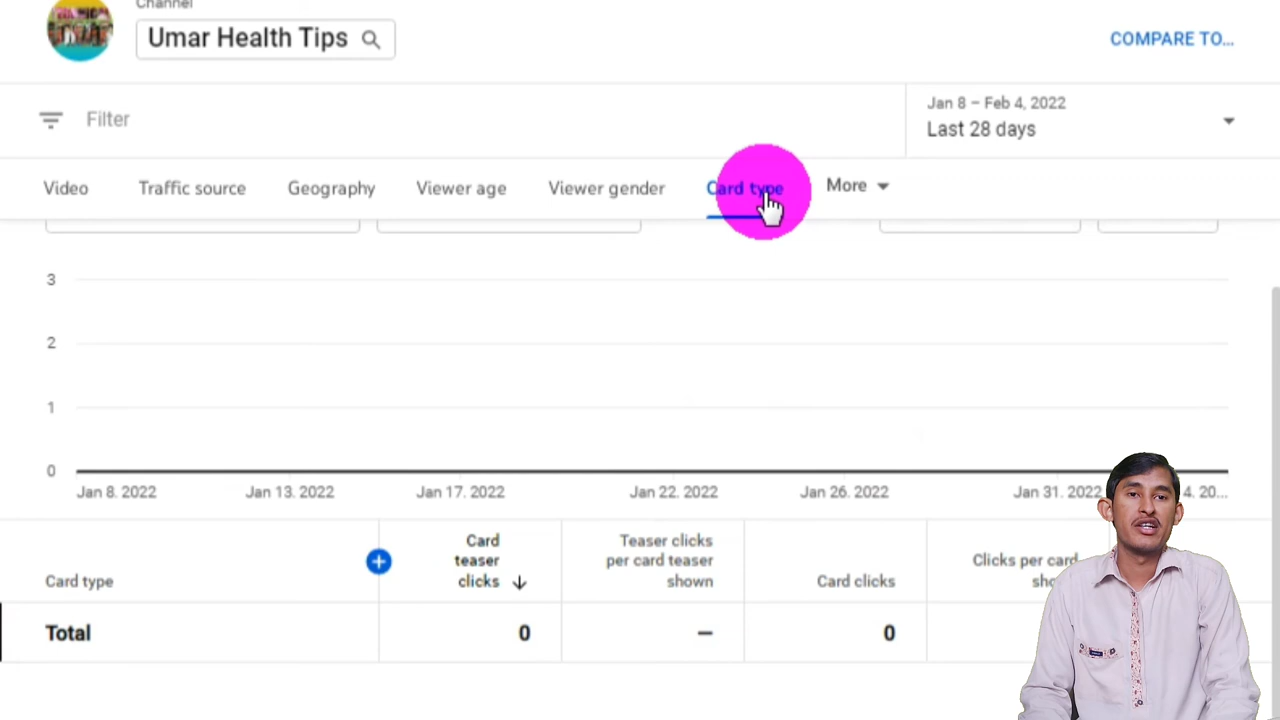 Channel
Umar Health Tips
COMPARE TO...
Filter
Jan 8 – Feb 4, 2022
Last 28 days
Video Traffic source Geography Viewer age Viewer gender Card type More
3
2
1
0
Jan 8, 2022 Jan 13, 2022 Jan 17, 2022 Jan 22, 2022 Jan 26, 2022 Jan 31, 2022 4, 20...
Card type
Card
teaser
clicks
Teaser clicks
per card teaser
shown
Card clicks
Clicks per card
Total 0 — 0